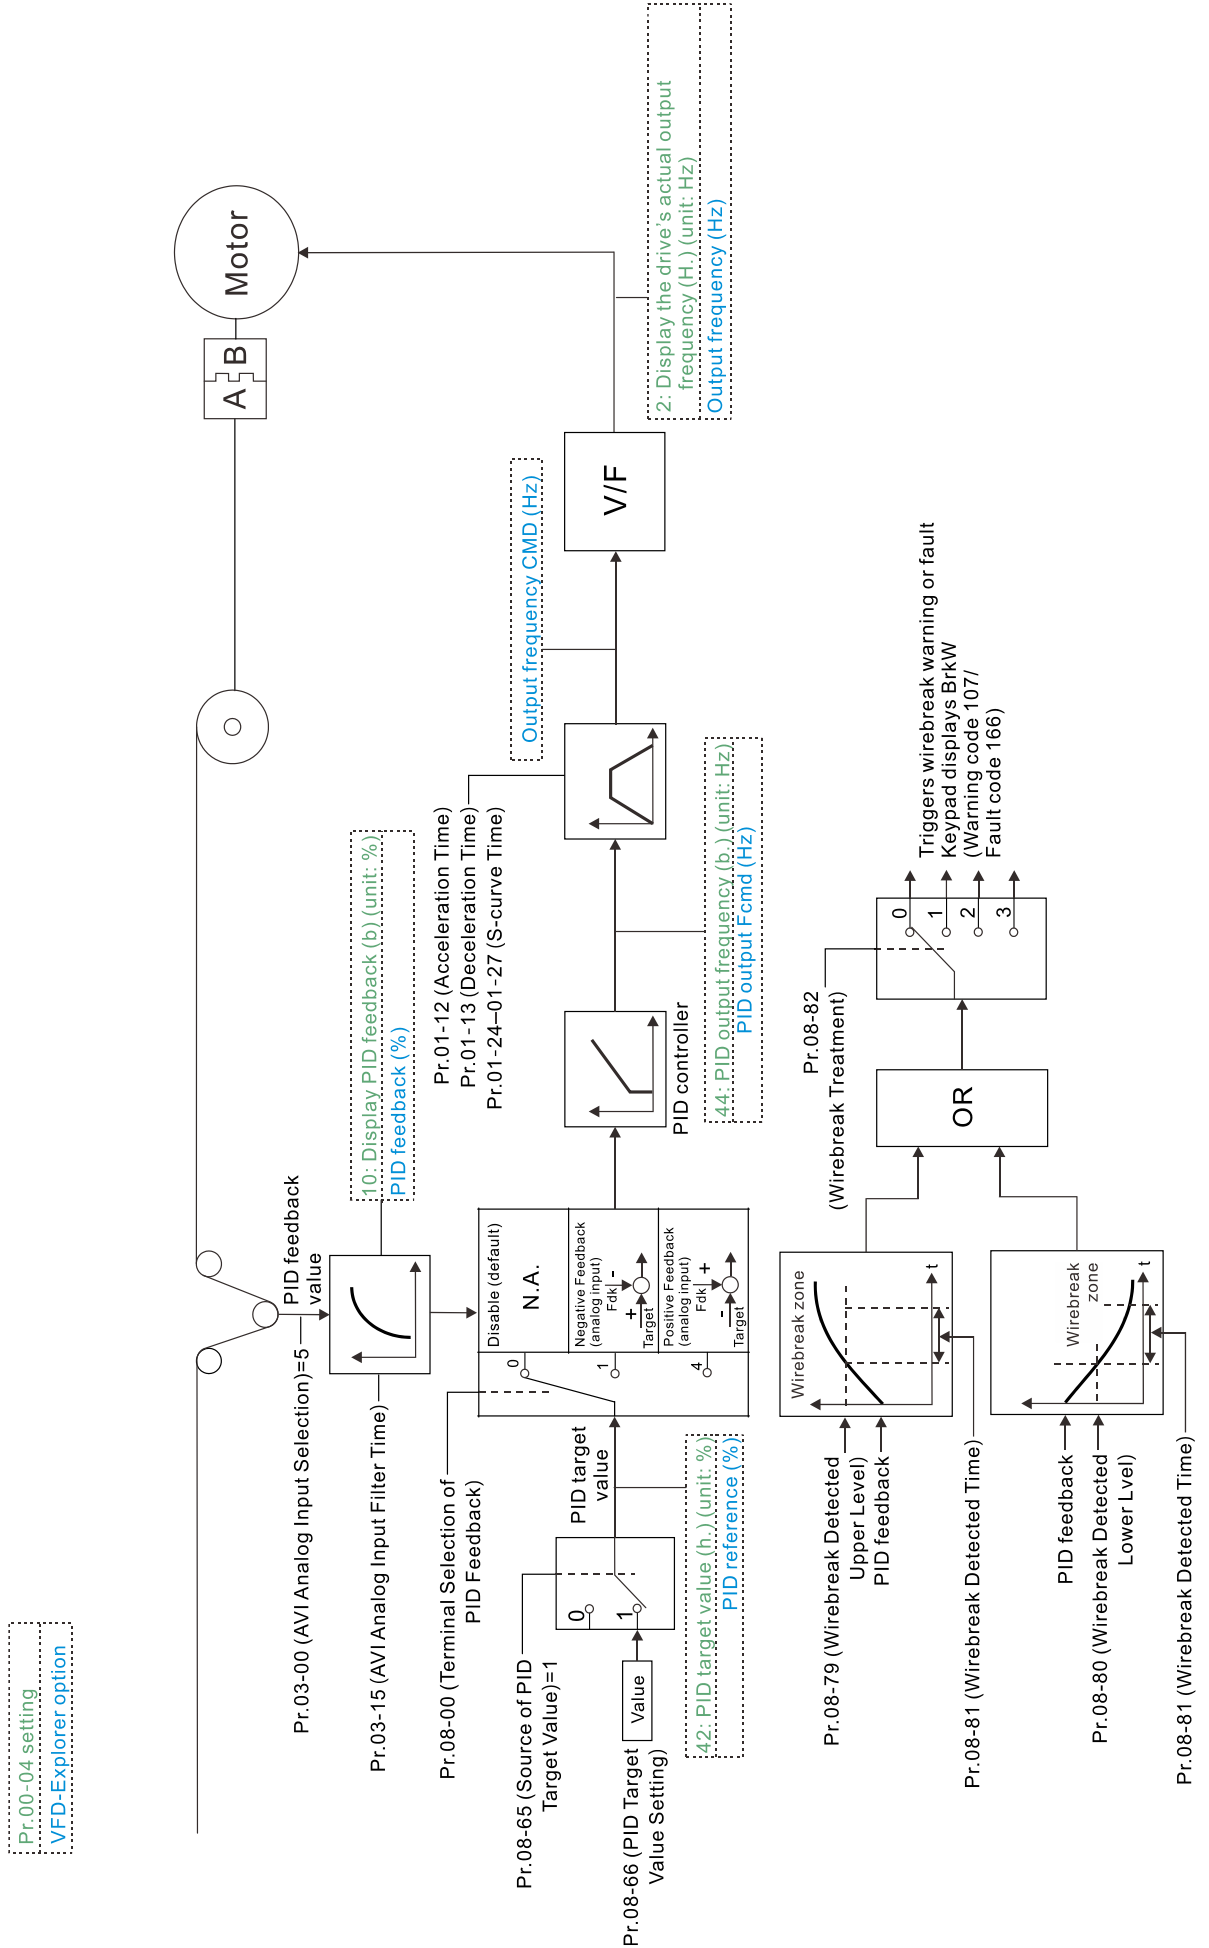 Pr.00-04 setting
VFD-Explorer option
Motor
A
B
PID feedback
value
Pr.03-00 (AVI Analog Input Selection)=5
Pr.03-15 (AVI Analog Input Filter Time)
10: Display PID feedback (b) (unit: %)
PID feedback (%)
Pr.08-00 (Terminal Selection of
PID Feedback)
Disable (default)
N.A.
0
Negative Feedback
(analog input)
Fdk
-
+
Target
1
Positive Feedback
(analog input)
Fdk
+
-
Target
4
Pr.08-65 (Source of PID
Target Value)=1
0
1
Value
Pr.08-66 (PID Target
Value Setting)
PID target
value
42: PID target value (h.) (unit: %)
PID reference (%)
PID controller
44: PID output frequency (b.) (unit: Hz)
PID output Fcmd (Hz)
Pr.01-12 (Acceleration Time)
Pr.01-13 (Deceleration Time)
Pr.01-24—01-27 (S-curve Time)
Output frequency CMD (Hz)
V/F
2: Display the drive's actual output
frequency (H.) (unit: Hz)
Output frequency (Hz)
Wirebreak zone
t
Pr.08-79 (Wirebreak Detected
Upper Level)
PID feedback
Pr.08-81 (Wirebreak Detected Time)
Wirebreak
zone
t
PID feedback
Pr.08-80 (Wirebreak Detected
Lower Lvel)
Pr.08-81 (Wirebreak Detected Time)
OR
Pr.08-82
(Wirebreak Treatment)
0
1
2
3
Triggers wirebreak warning or fault
Keypad displays BrkW
(Warning code 107/
Fault code 166)